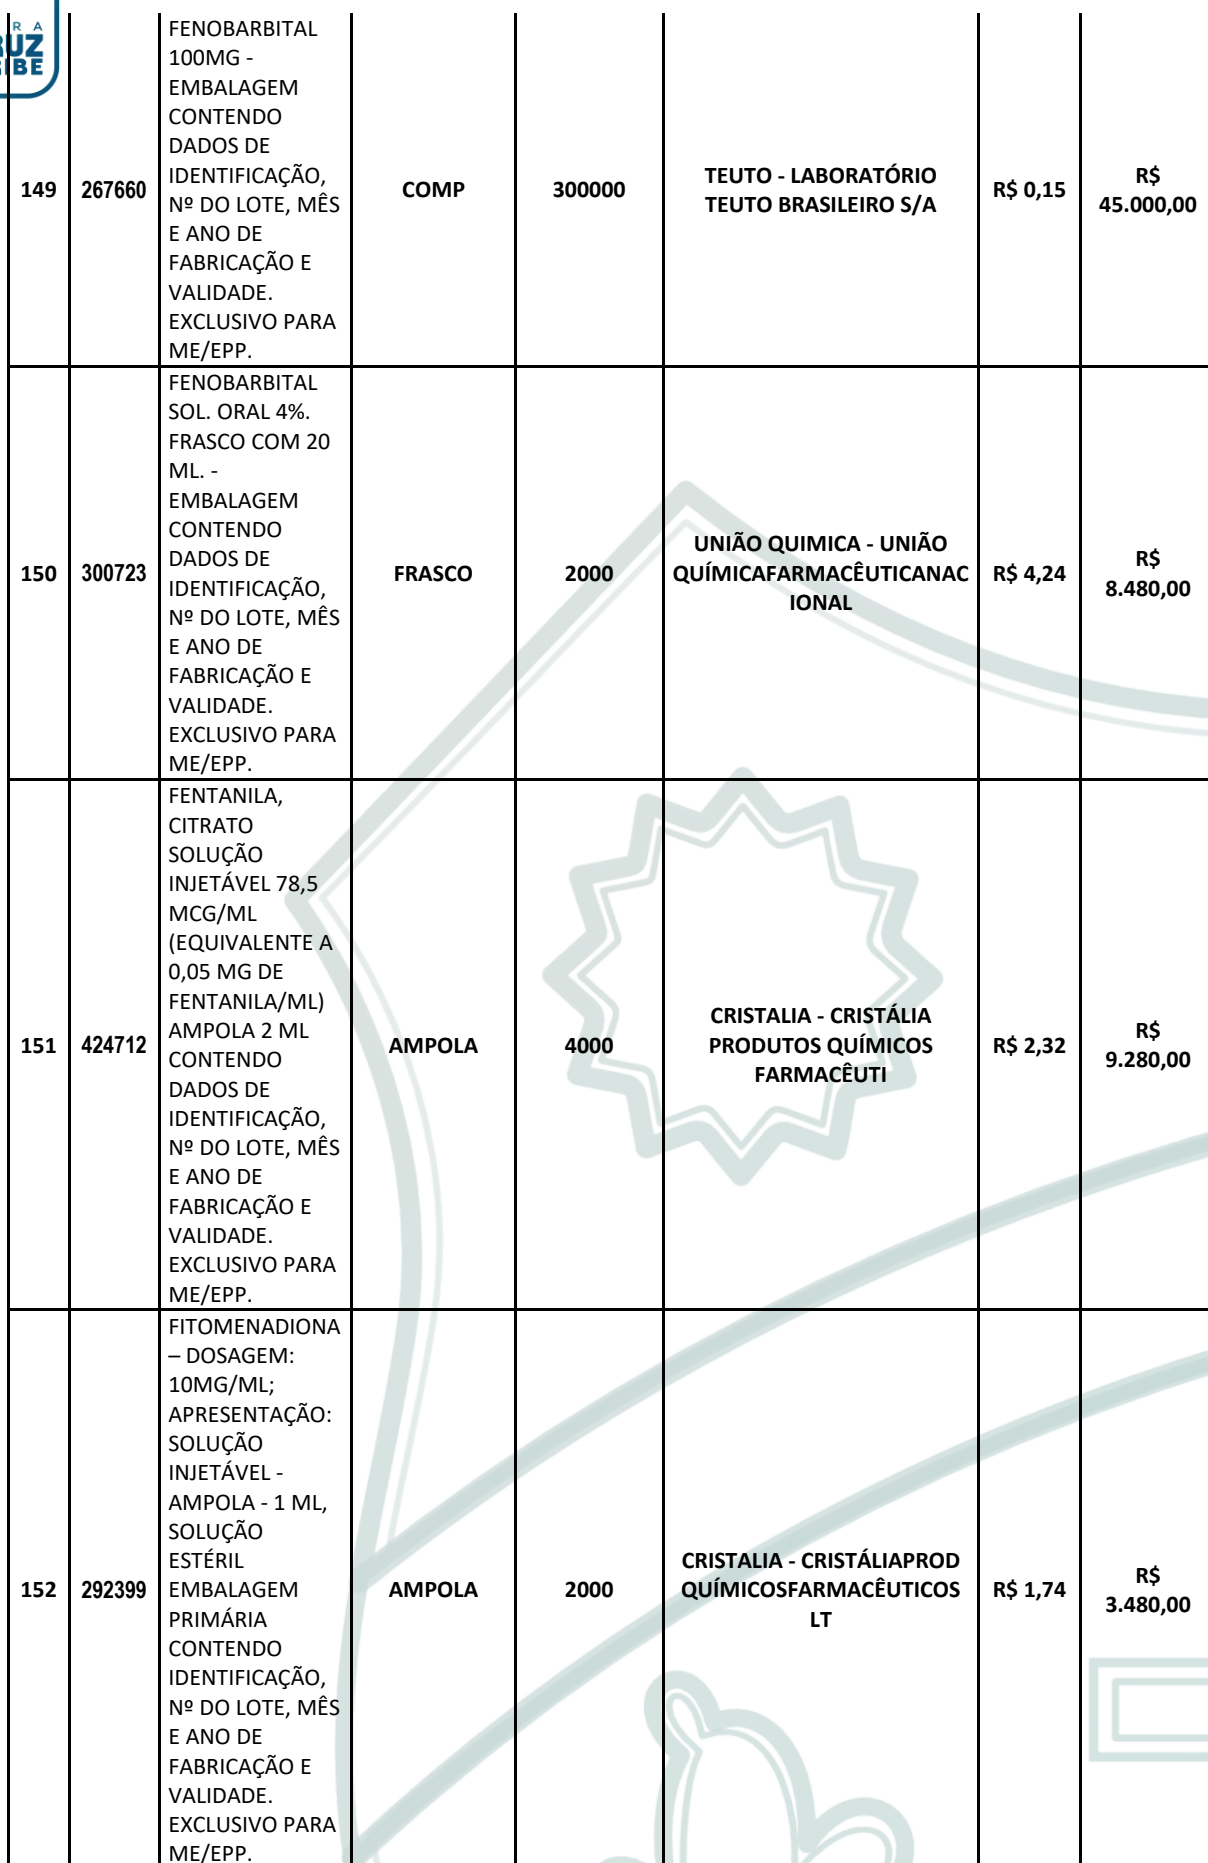 R A
RUZ
IBE
FENOBARBITAL
100MG -
EMBALAGEM
CONTENDO
DADOS DE
IDENTIFICAÇÃO,
Nº DO LOTE, MÊS
E ANO DE
FABRICAÇÃO E
VALIDADE.
EXCLUSIVO PARA
ME/EPP.
149
267660
COMP
300000
TEUTO - LABORATÓRIO
TEUTO BRASILEIRO S/A
R$ 0,15
R$
45.000,00
FENOBARBITAL
SOL. ORAL 4%.
FRASCO COM 20
ML. -
EMBALAGEM
CONTENDO
DADOS DE
IDENTIFICAÇÃO,
Nº DO LOTE, MÊS
E ANO DE
FABRICAÇÃO E
VALIDADE.
EXCLUSIVO PARA
ME/EPP.
150
300723
FRASCO
2000
UNIÃO QUIMICA - UNIÃO
QUÍMICAFARMACÊUTICANAC
IONAL
R$ 4,24
R$
8.480,00
FENTANILA,
CITRATO
SOLUÇÃO
INJETÁVEL 78,5
MCG/ML
(EQUIVALENTE A
0,05 MG DE
FENTANILA/ML)
AMPOLA 2 ML
CONTENDO
DADOS DE
IDENTIFICAÇÃO,
Nº DO LOTE, MÊS
E ANO DE
FABRICAÇÃO E
VALIDADE.
EXCLUSIVO PARA
ME/EPP.
151
424712
AMPOLA
4000
CRISTALIA - CRISTÁLIA
PRODUTOS QUÍMICOS
FARMACÊUTI
R$ 2,32
R$
9.280,00
FITOMENADIONA
– DOSAGEM:
10MG/ML;
APRESENTAÇÃO:
SOLUÇÃO
INJETÁVEL -
AMPOLA - 1 ML,
SOLUÇÃO
ESTÉRIL
EMBALAGEM
PRIMÁRIA
CONTENDO
IDENTIFICAÇÃO,
Nº DO LOTE, MÊS
E ANO DE
FABRICAÇÃO E
VALIDADE.
EXCLUSIVO PARA
ME/EPP.
152
292399
AMPOLA
2000
CRISTALIA - CRISTÁLIAPROD
QUÍMICOSFARMACÊUTICOS
LT
R$ 1,74
R$
3.480,00